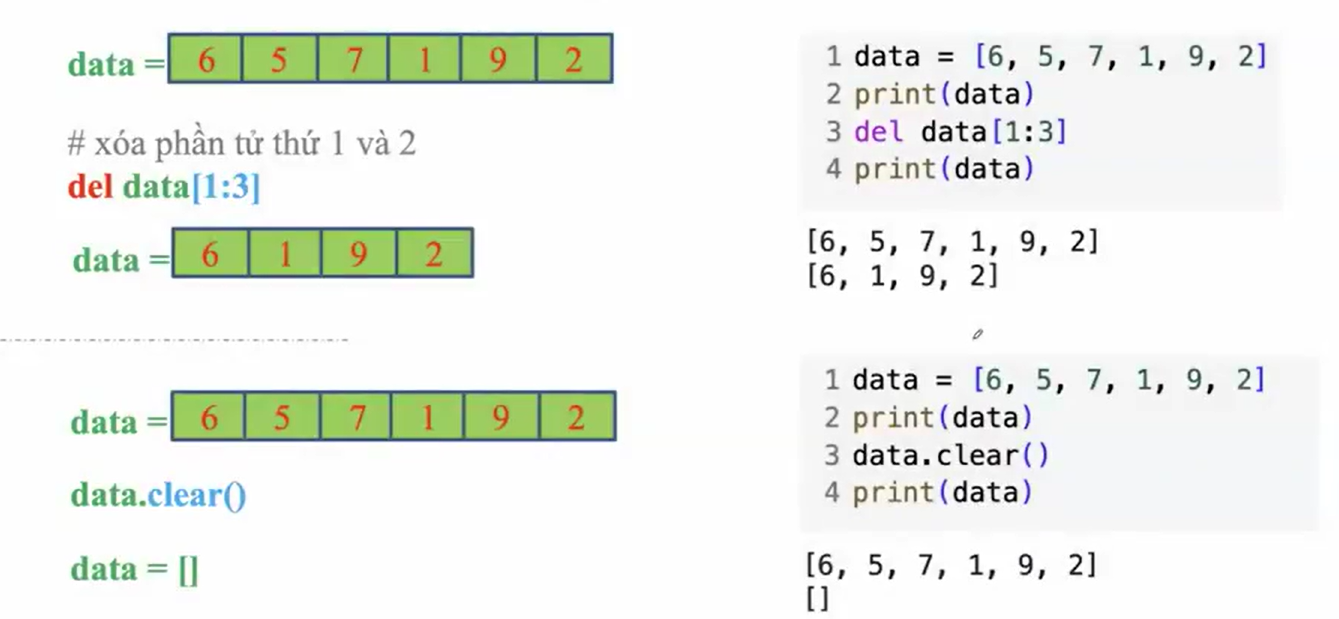 data = 6 5 7 1 9 2
# xóa phần tử thứ 1 và 2
del data[1:3]
data = 6 1 9 2
1 data = [6, 5, 7, 1, 9, 2]
2 print(data)
3 del data[1:3]
4 print(data)
[6, 5, 7, 1, 9, 2]
[6, 1, 9, 2]
data = 6 5 7 1 9 2
data.clear()
data = []
1 data = [6, 5, 7, 1, 9, 2]
2 print(data)
3 data.clear()
4 print(data)
[6, 5, 7, 1, 9, 2]
[]